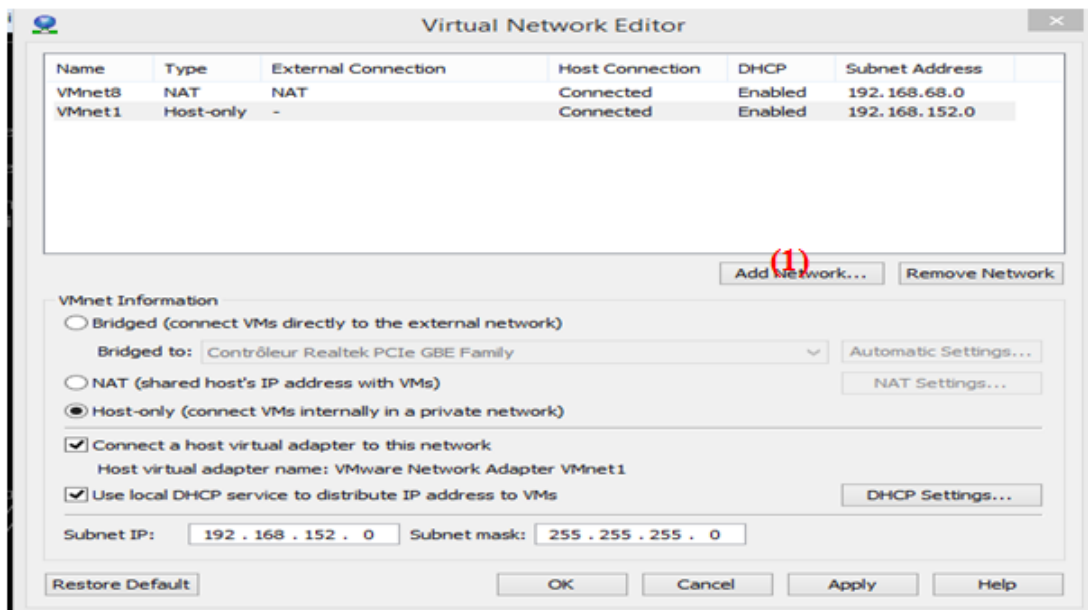 Virtual Network Editor
Name Type External Connection Host Connection DHCP Subnet Address
VMnet8 NAT NAT Connected Enabled 192.168.68.0
VMnet1 Host-only - Connected Enabled 192.168.152.0
(1)
Add Network... Remove Network
VMnet Information
Bridged (connect VMs directly to the external network)
Bridged to: Contrôleur Realtek PCIe GBE Family Automatic Settings...
NAT (shared host's IP address with VMs) NAT Settings...
Host-only (connect VMs internally in a private network)
Connect a host virtual adapter to this network
Host virtual adapter name: VMware Network Adapter VMnet1
Use local DHCP service to distribute IP address to VMs DHCP Settings...
Subnet IP: 192 . 168 . 152 . 0 Subnet mask: 255 . 255 . 255 . 0
Restore Default OK Cancel Apply Help